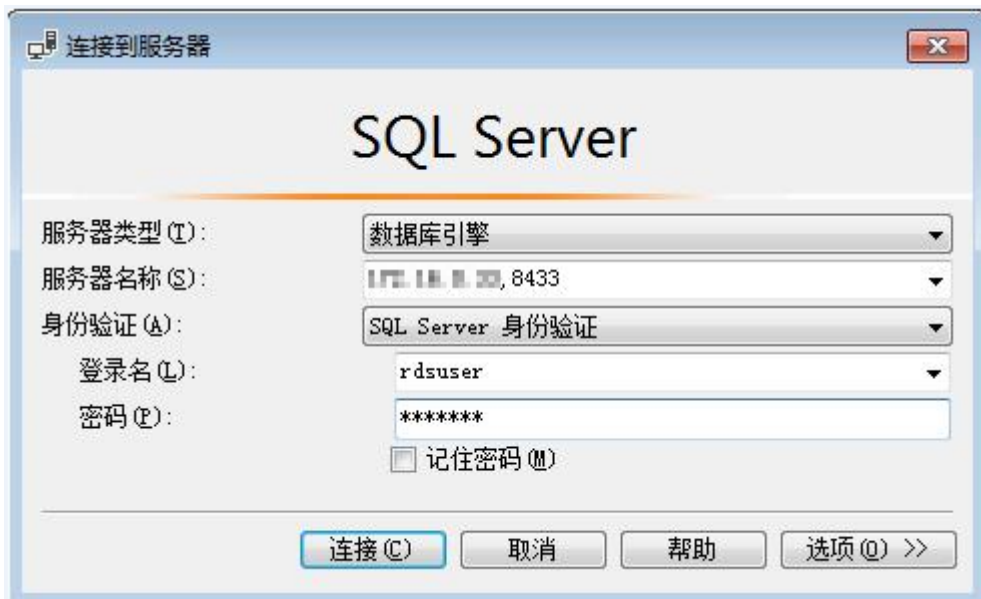 连接到服务器
SQL Server
服务器类型(T): 数据库引擎
服务器名称(S): , 8433
身份验证(A): SQL Server 身份验证
登录名(L): rdsuser
密码(P): *******
记住密码(M)
连接(C) 取消 帮助 选项(O) >>